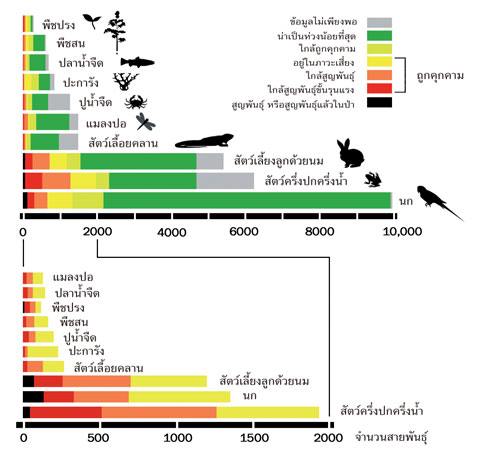 พืชปรง
พืชสน
ปลาน้ำจืด
ปะการัง
ปูน้ำจืด
แมลงปอ
สัตว์เลื้อยคลาน
สัตว์เลี้ยงลูกด้วยนม
สัตว์ครึ่งบกครึ่งน้ำ
นก
ข้อมูลไม่เพียงพอ
น่าเป็นห่วงน้อยที่สุด
ใกล้ถูกคุกคาม
อยู่ในภาวะเสี่ยง
ใกล้สูญพันธุ์
ใกล้สูญพันธุ์ขั้นรุนแรง
สูญพันธุ์ หรือสูญพันธุ์แล้วในป่า
ถูกคุกคาม
0 2000 4000 6000 8000 10,000
แมลงปอ
ปลาน้ำจืด
พืชปรง
พืชสน
ปูน้ำจืด
ปะการัง
สัตว์เลื้อยคลาน
สัตว์เลี้ยงลูกด้วยนม
นก
สัตว์ครึ่งบกครึ่งน้ำ
0 500 1000 1500 2000 จำนวนสายพันธุ์